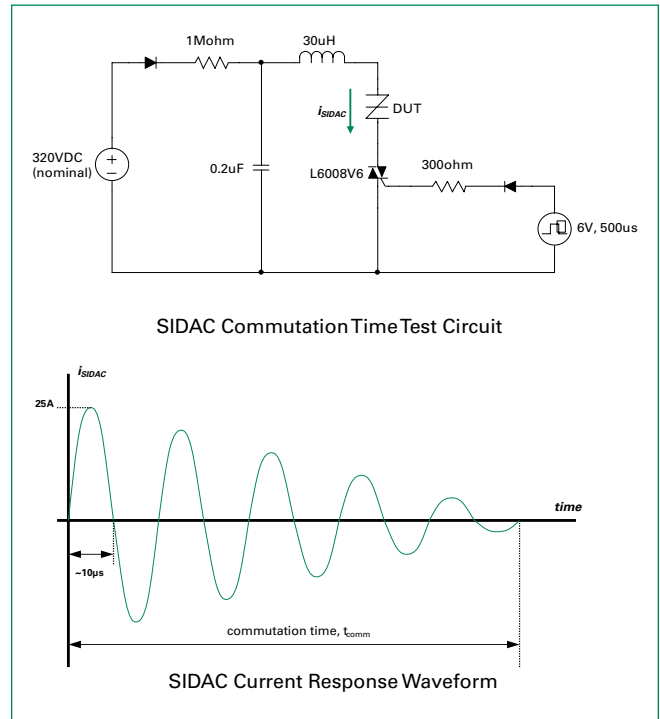 1Mohm
30uH
iSIDAC
DUT
320VDC
(nominal)
+
−
0.2uF
L6008V6
300ohm
6V, 500us
SIDAC Commutation Time Test Circuit
iSIDAC
25A
time
~10µs
commutation time, tcomm
SIDAC Current Response Waveform